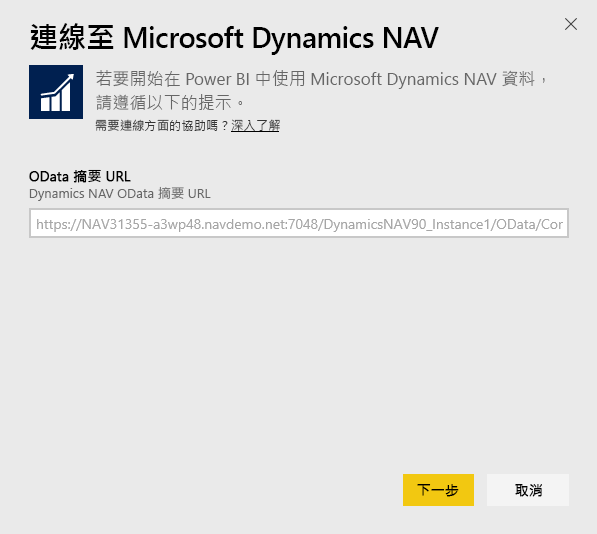 連線至 Microsoft Dynamics NAV
若要開始在 Power BI 中使用 Microsoft Dynamics NAV 資料，
請遵循以下的提示。
需要連線方面的協助嗎？深入了解
OData 摘要 URL
Dynamics NAV OData 摘要 URL
https://NAV31355-a3wp48.navdemo.net:7048/DynamicsNAV90_Instance1/OData/Cor
下一步
取消